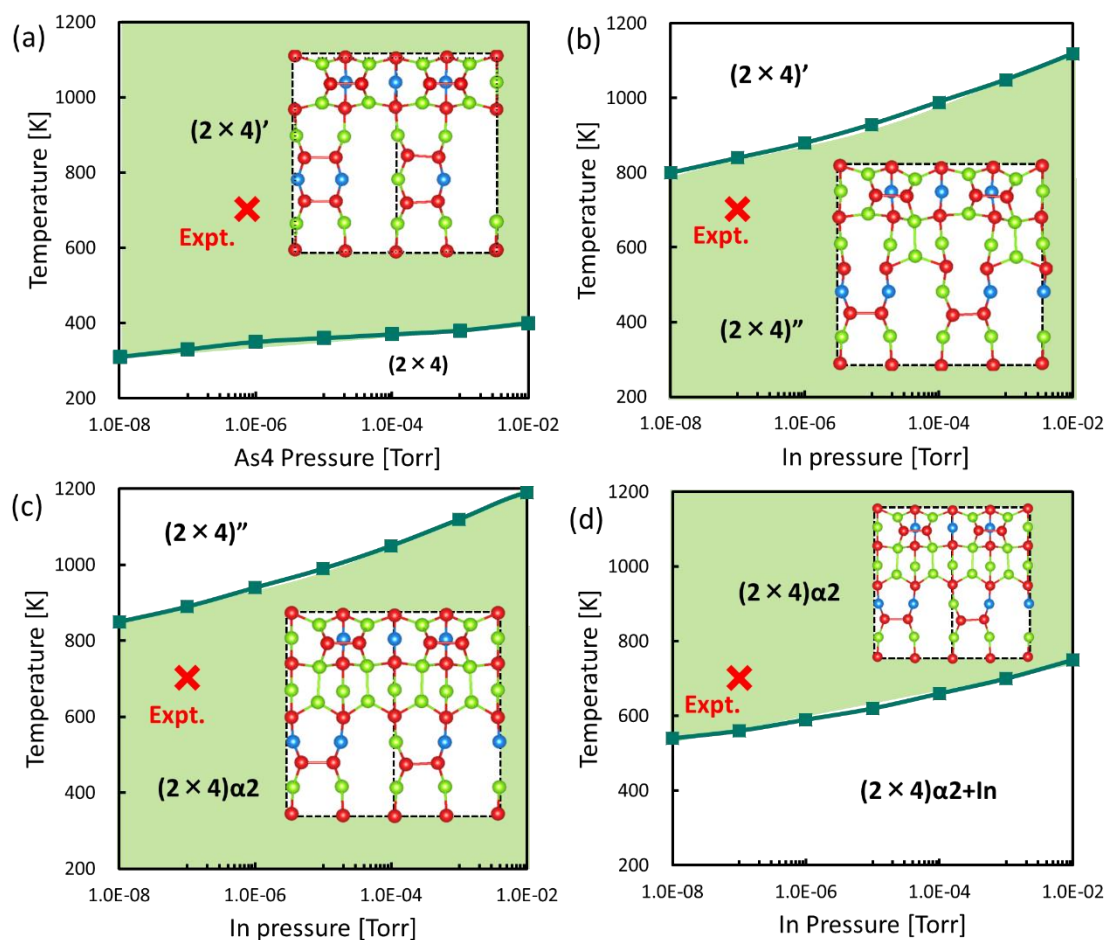 (a)
Temperature [K]
1200
1000
800
600
400
200
(2×4)’
Expt.
(2×4)
1.0E-08
1.0E-06
1.0E-04
1.0E-02
As4 Pressure [Torr]
(b)
Temperature [K]
1200
1000
800
600
400
200
(2×4)’
Expt.
(2×4)”
1.0E-08
1.0E-06
1.0E-04
1.0E-02
In pressure [Torr]
(c)
Temperature [K]
1200
1000
800
600
400
200
(2×4)”
Expt.
(2×4)α2
1.0E-08
1.0E-06
1.0E-04
1.0E-02
In pressure [Torr]
(d)
Temperature [K]
1200
1000
800
600
400
200
(2×4)α2
Expt.
(2×4)α2+In
1.0E-08
1.0E-06
1.0E-04
1.0E-02
In Pressure [Torr]